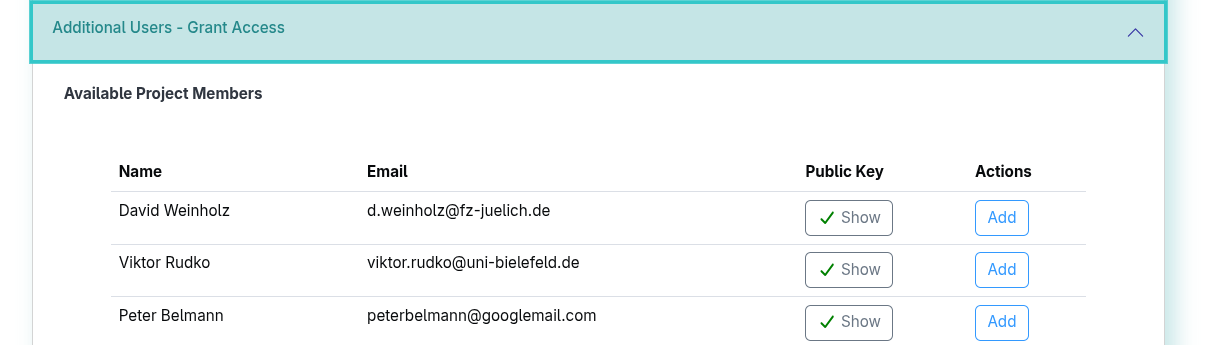 Additional Users - Grant Access
Available Project Members
Name Email Public Key Actions
David Weinholz d.weinholz@fz-juelich.de Show Add
Viktor Rudko viktor.rudko@uni-bielefeld.de Show Add
Peter Belmann peterbelmann@googlemail.com Show Add